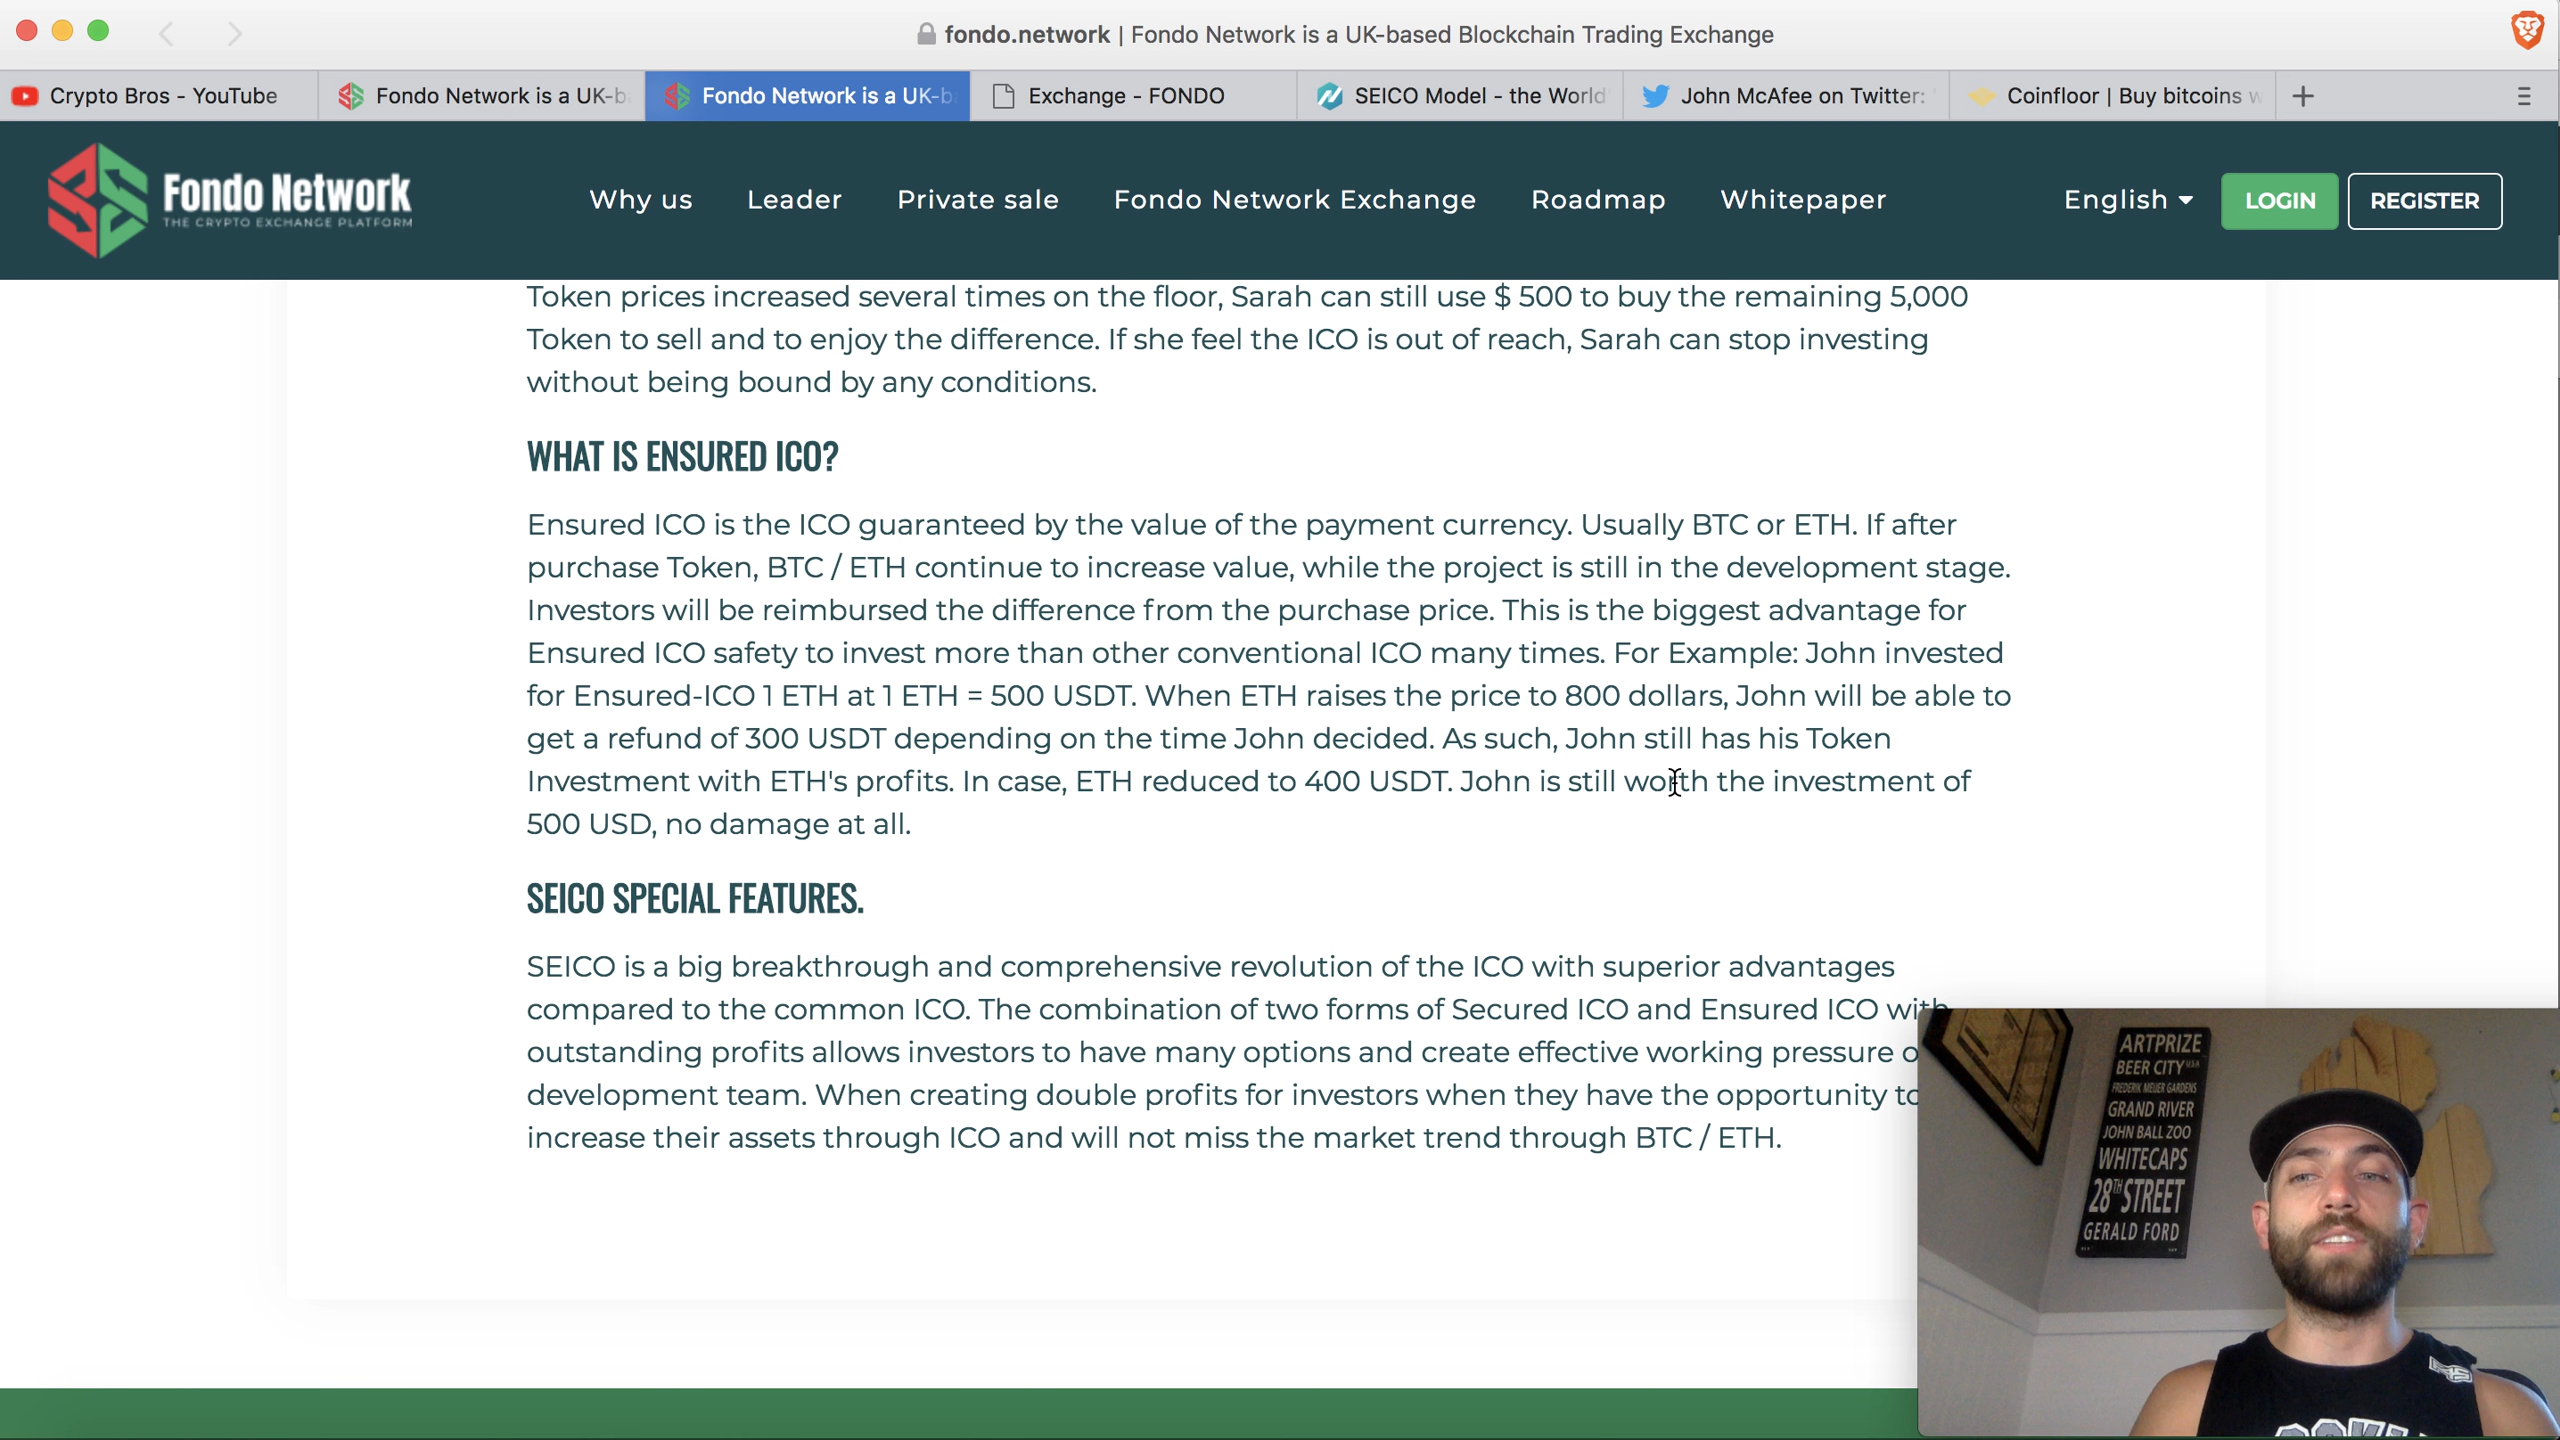 fondo.network | Fondo Network is a UK-based Blockchain Trading Exchange
Crypto Bros - YouTube
Fondo Network is a UK-b
Fondo Network is a UK-b
Exchange - FONDO
SEICO Model - the World
John McAfee on Twitter:
Coinfloor | Buy bitcoins w
Fondo Network
THE CRYPTO EXCHANGE PLATFORM
Why us
Leader
Private sale
Fondo Network Exchange
Roadmap
Whitepaper
English
LOGIN
REGISTER
Token prices increased several times on the floor, Sarah can still use $ 500 to buy the remaining 5,000
Token to sell and to enjoy the difference. If she feel the ICO is out of reach, Sarah can stop investing
without being bound by any conditions.
WHAT IS ENSURED ICO?
Ensured ICO is the ICO guaranteed by the value of the payment currency. Usually BTC or ETH. If after
purchase Token, BTC / ETH continue to increase value, while the project is still in the development stage.
Investors will be reimbursed the difference from the purchase price. This is the biggest advantage for
Ensured ICO safety to invest more than other conventional ICO many times. For Example: John invested
for Ensured-ICO 1 ETH at 1 ETH = 500 USDT. When ETH raises the price to 800 dollars, John will be able to
get a refund of 300 USDT depending on the time John decided. As such, John still has his Token
Investment with ETH's profits. In case, ETH reduced to 400 USDT. John is still worth the investment of
500 USD, no damage at all.
SEICO SPECIAL FEATURES.
SEICO is a big breakthrough and comprehensive revolution of the ICO with superior advantages
compared to the common ICO. The combination of two forms of Secured ICO and Ensured ICO with
outstanding profits allows investors to have many options and create effective working pressure o
development team. When creating double profits for investors when they have the opportunity to
increase their assets through ICO and will not miss the market trend through BTC / ETH.
ARTPRIZE
BEER CITY U.S.A
FREDERIK MEIJER GARDENS
GRAND RIVER
JOHN BALL ZOO
WHITECAPS
28TH STREET
GERALD FORD